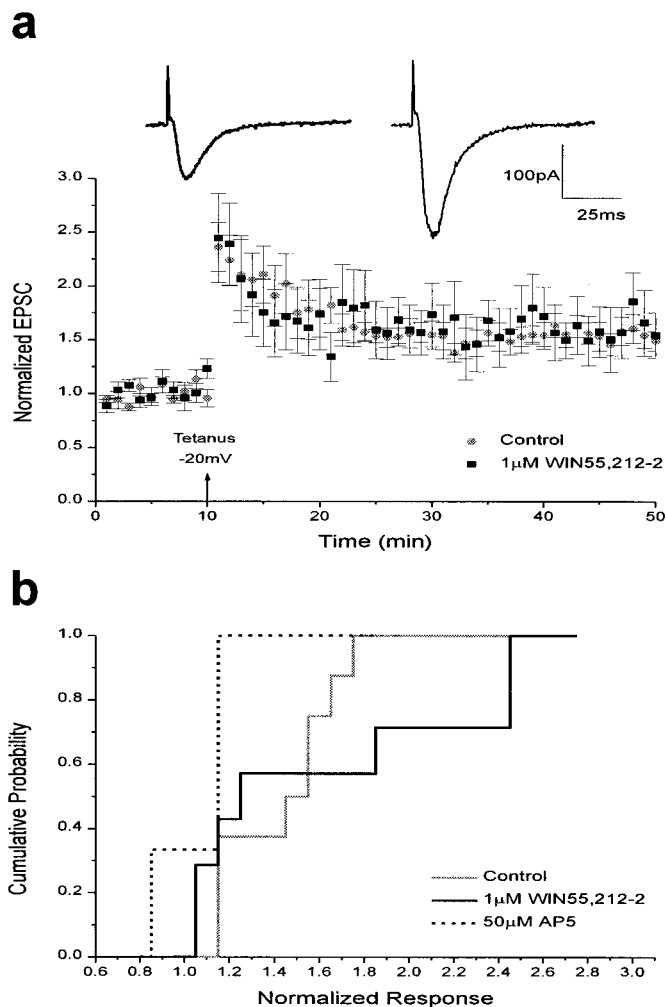 a
100pA
25ms
3.0
2.5
2.0
1.5
1.0
0.5
0.0
Normalized EPSC
Tetanus
-20mV
Control
1μM WIN55,212-2
0 10 20 30 40 50
Time (min)
b
1.0
0.8
0.6
0.4
0.2
0.0
Cumulative Probability
Control
1μM WIN55,212-2
50μM AP5
0.6 0.8 1.0 1.2 1.4 1.6 1.8 2.0 2.2 2.4 2.6 2.8 3.0
Normalized Response